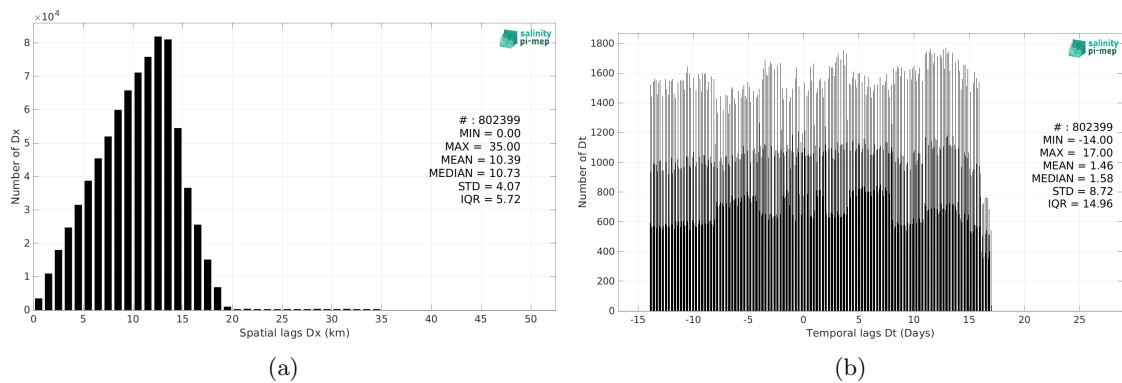 ×10⁴
8
7
6
5
4
3
2
1
0
Number of Dx
0 5 10 15 20 25 30 35 40 45 50
Spatial lags Dx (km)
salinity
pi-mep
# : 802399
MIN = 0.00
MAX = 35.00
MEAN = 10.39
MEDIAN = 10.73
STD = 4.07
IQR = 5.72
(a)
1800
1600
1400
1200
1000
800
600
400
200
0
Number of Dt
-15 -10 -5 0 5 10 15 20 25
Temporal lags Dt (Days)
salinity
pi-mep
# : 802399
MIN = -14.00
MAX = 17.00
MEAN = 1.46
MEDIAN = 1.58
STD = 8.72
IQR = 14.96
(b)